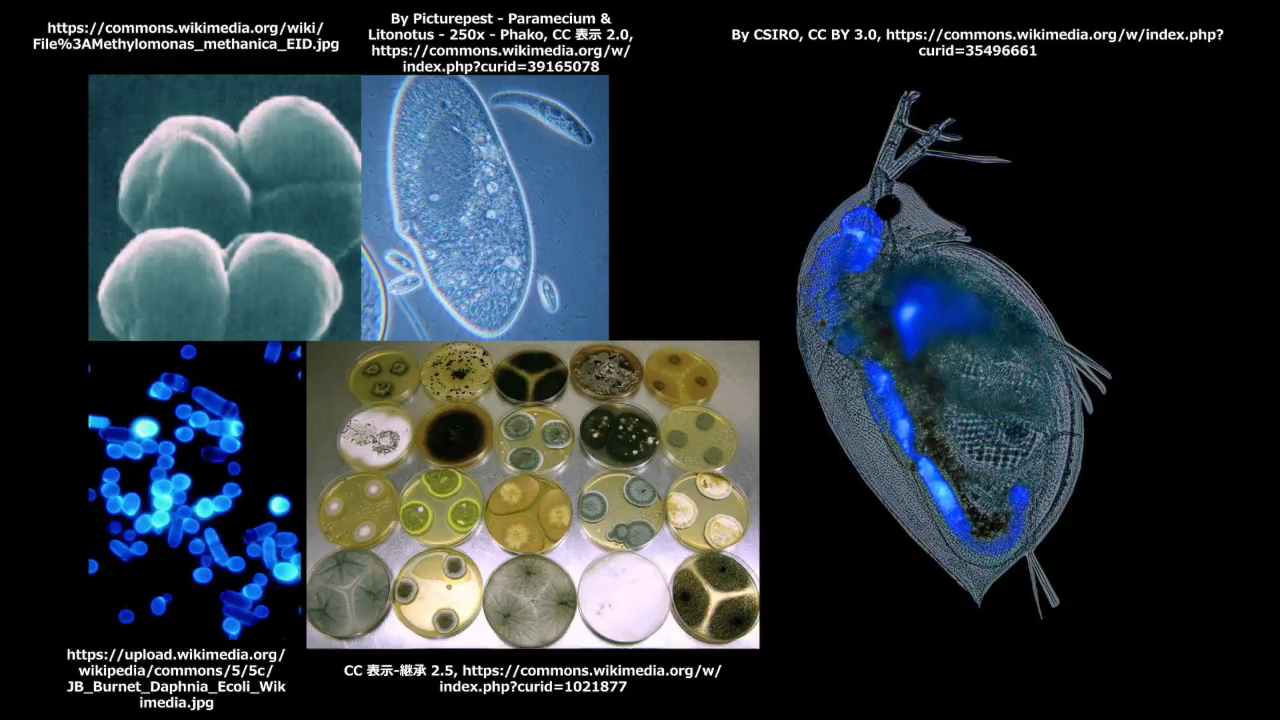 https://commons.wikimedia.org/wiki/
File%3AMethylomonas_methanica_EID.jpg
By Picturepest - Paramecium &
Litonotus - 250x - Phako, CC 表示 2.0,
https://commons.wikimedia.org/w/
index.php?curid=39165078
By CSIRO, CC BY 3.0, https://commons.wikimedia.org/w/index.php?
curid=35496661
https://upload.wikimedia.org/
wikipedia/commons/5/5c/
JB_Burnet_Daphnia_Ecoli_Wik
imedia.jpg
CC 表示-継承 2.5, https://commons.wikimedia.org/w/
index.php?curid=1021877